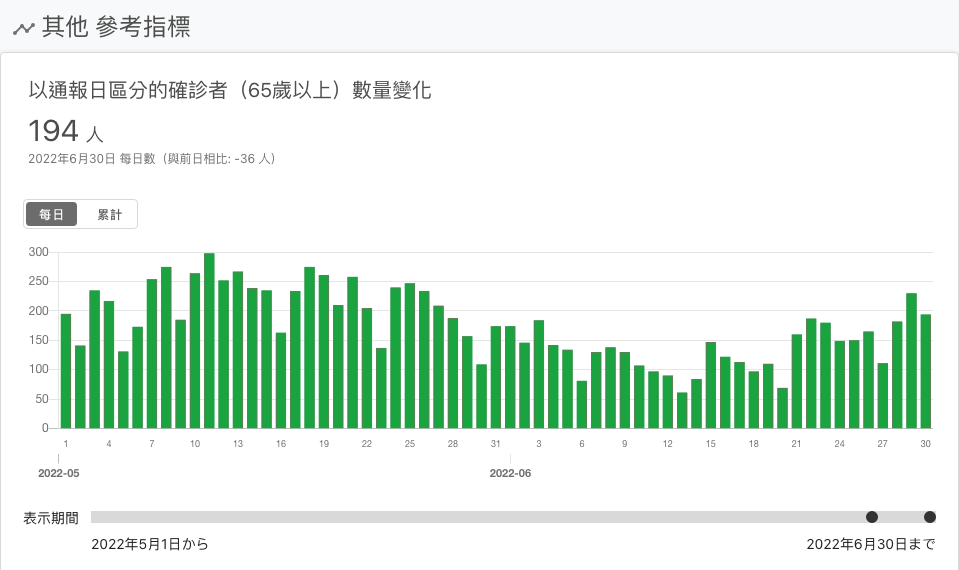 其他 參考指標
以通報日區分的確診者（65歲以上）數量變化
194 人
2022年6月30日 每日數（與前日相比: -36 人）
每日 累計
300
250
200
150
100
50
0
1 4 7 10 13 16 19 22 25 28 31 3 6 9 12 15 18 21 24 27 30
2022-05 2022-06
表示期間
2022年5月1日から 2022年6月30日まで